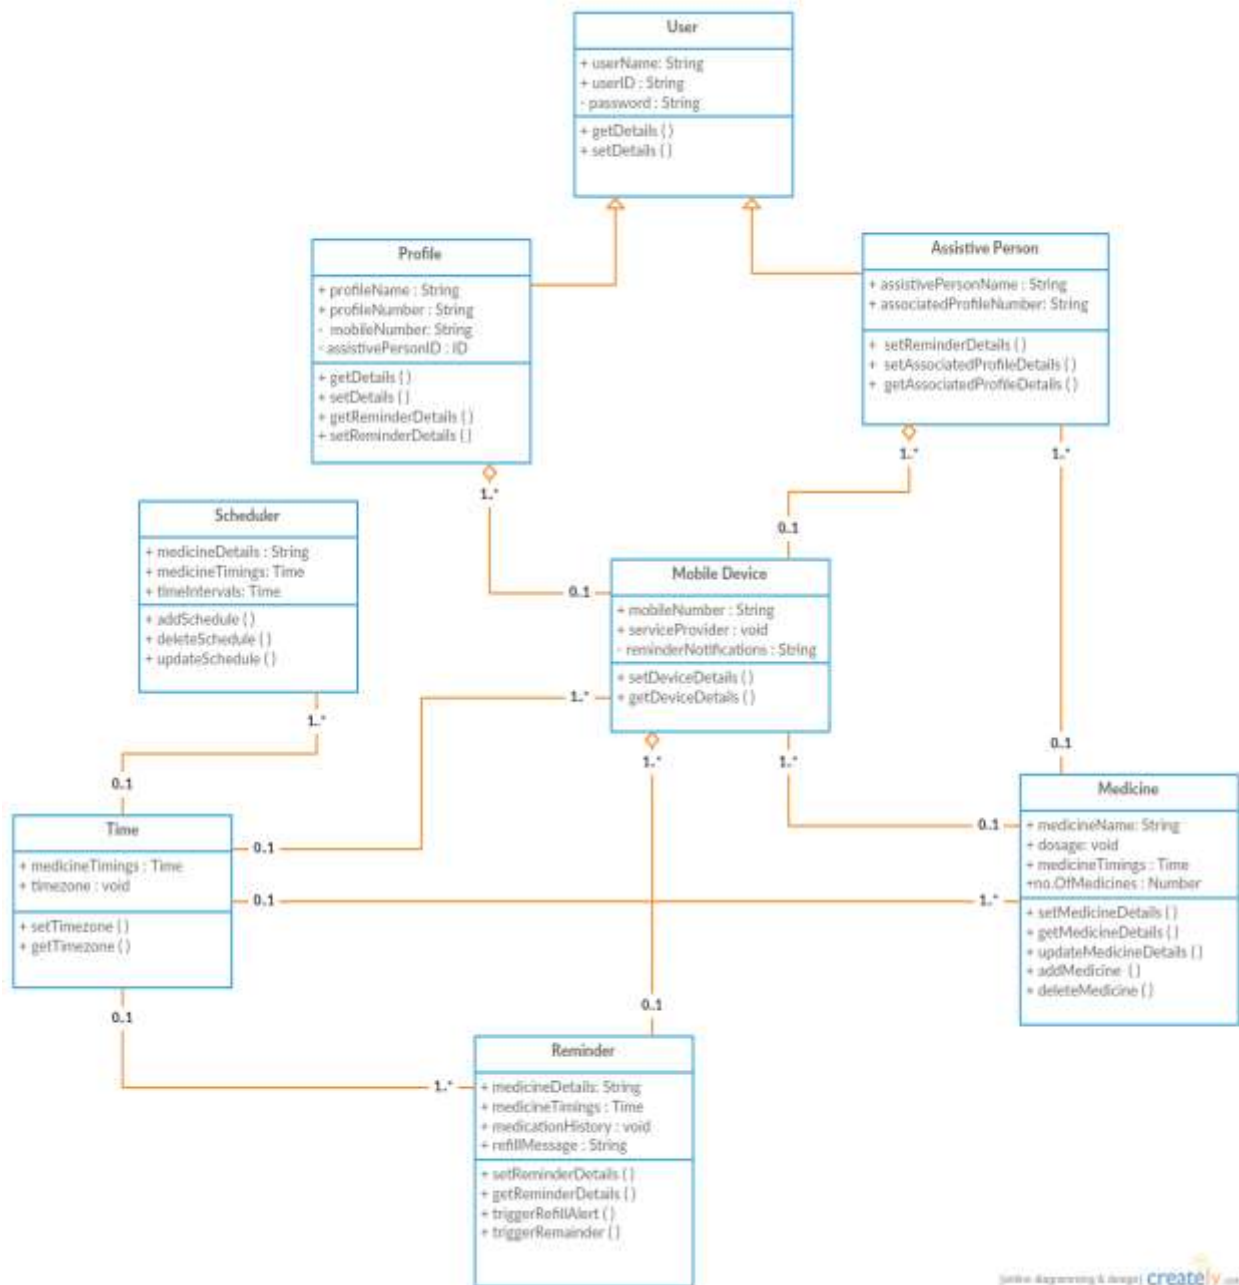 User
+ userName: String
+ userID : String
- password : String
+ getDetails ( )
+ setDetails ( )
Profile
+ profileName : String
+ profileNumber : String
- mobileNumber: String
- assistivePersonID : ID
+ getDetails ( )
+ setDetails ( )
+ getReminderDetails ( )
+ setReminderDetails ( )
1..*
Assistive Person
+ assistivePersonName : String
+ associatedProfileNumber: String
+ setReminderDetails ( )
+ setAssociatedProfileDetails ( )
+ getAssociatedProfileDetails ( )
1..*
1..*
Scheduler
+ medicineDetails : String
+ medicineTimings: Time
+ timeIntervals: Time
+ addSchedule ( )
+ deleteSchedule ( )
+ updateSchedule ( )
1..*
0..1
0..1
0..1
Mobile Device
+ mobileNumber : String
+ serviceProvider : void
- reminderNotifications : String
+ setDeviceDetails ( )
+ getDeviceDetails ( )
1..*
1..*
1..*
0..1
Time
+ medicineTimings : Time
+ timezone : void
+ setTimezone ( )
+ getTimezone ( )
0..1
0..1
0..1
0..1
1..*
Medicine
+ medicineName: String
+ dosage: void
+ medicineTimings : Time
+no.OfMedicines : Number
+ setMedicineDetails ( )
+ getMedicineDetails ( )
+ updateMedicineDetails ( )
+ addMedicine ( )
+ deleteMedicine ( )
0..1
1..*
Reminder
+ medicineDetails: String
+ medicineTimings : Time
+ medicationHistory : void
+ refillMessage : String
+ setReminderDetails ( )
+ getReminderDetails ( )
+ triggerRefillAlert ( )
+ triggerRemainder ( )
[online diagramming & design] creately.com